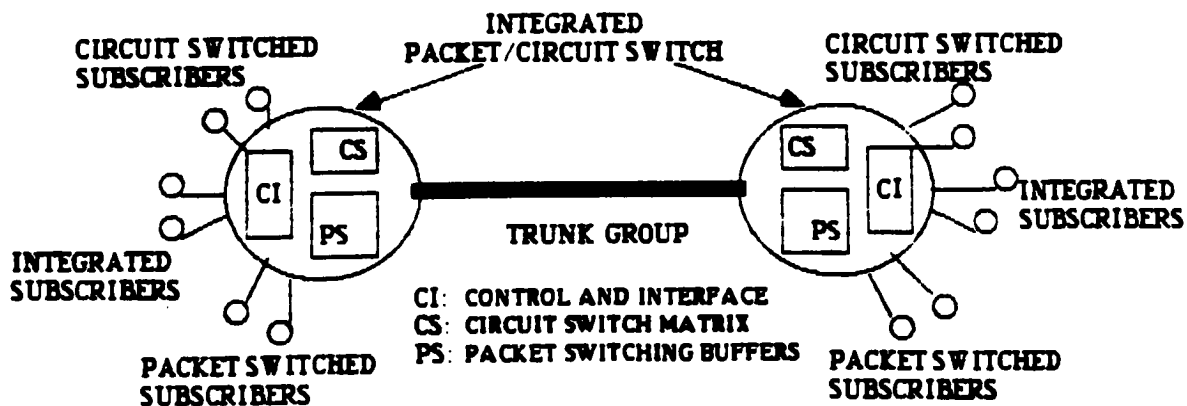 INTEGRATED
PACKET/CIRCUIT SWITCH
CIRCUIT SWITCHED
SUBSCRIBERS
CIRCUIT SWITCHED
SUBSCRIBERS
CS
CI
PS
CS
CI
PS
INTEGRATED
SUBSCRIBERS
TRUNK GROUP
INTEGRATED
SUBSCRIBERS
CI: CONTROL AND INTERFACE
CS: CIRCUIT SWITCH MATRIX
PS: PACKET SWITCHING BUFFERS
PACKET SWITCHED
SUBSCRIBERS
PACKET SWITCHED
SUBSCRIBERS